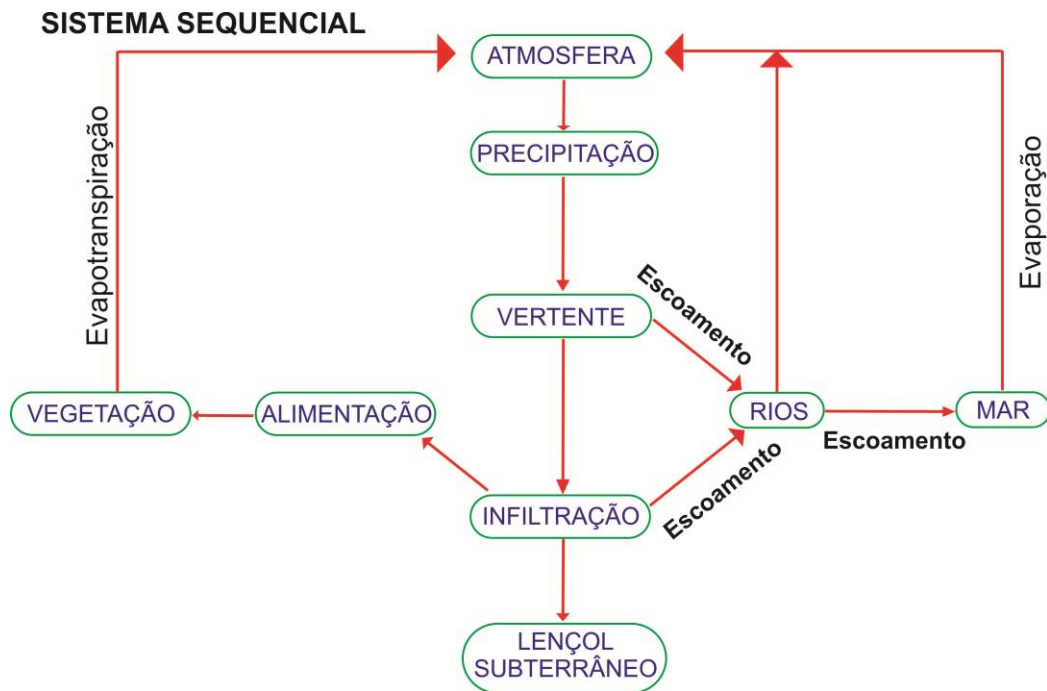 SISTEMA SEQUENCIAL
ATMOSFERA
PRECIPITAÇÃO
Evapotranspiração
Evaporação
Escoamento
VERTENTE
VEGETAÇÃO
ALIMENTAÇÃO
RIOS
MAR
Escoamento
Escoamento
INFILTRAÇÃO
LENÇOL
SUBTERRÂNEO